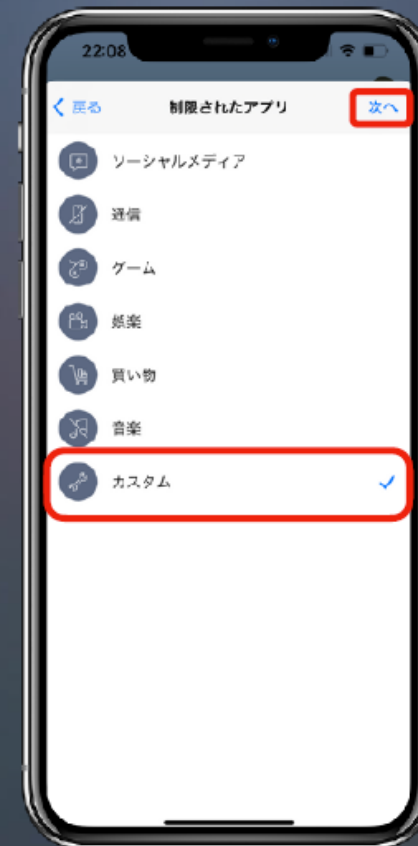 22:08
戻る 制限されたアプリ 次へ
ソーシャルメディア
通信
ゲーム
娯楽
買い物
音楽
カスタム